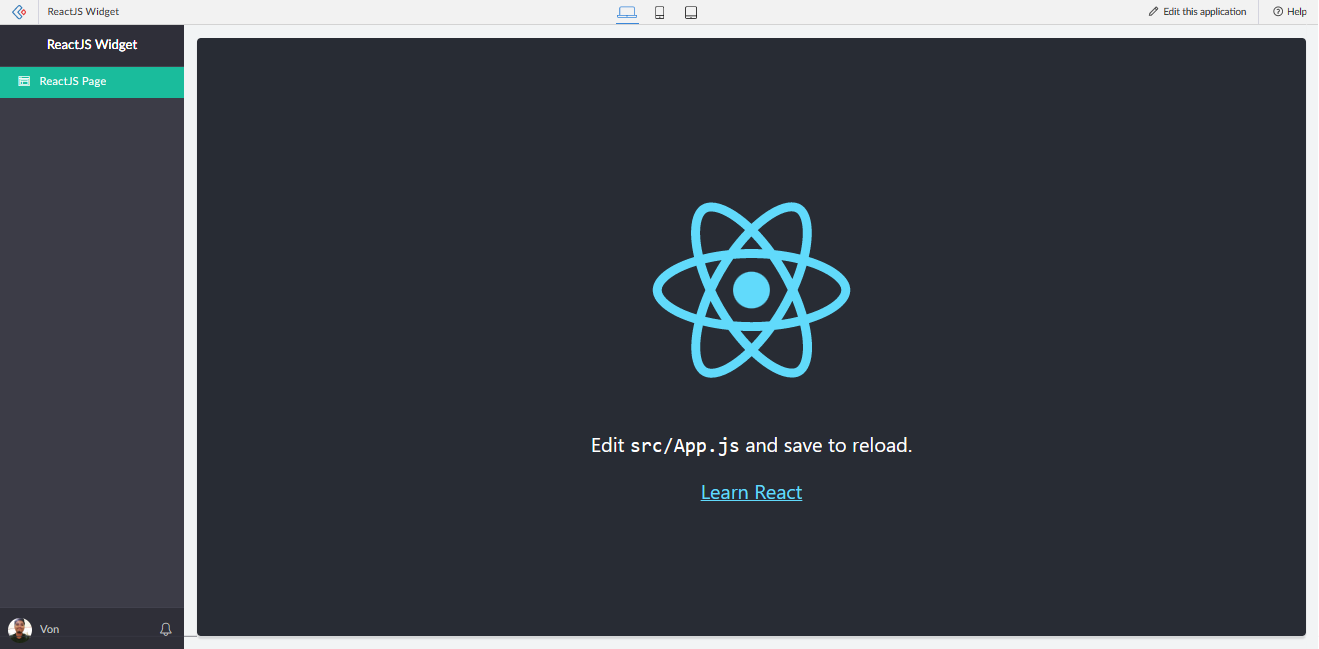 ReactJS Widget
Edit this application
Help
ReactJS Widget
ReactJS Page
Edit src/App.js and save to reload.
Learn React
Von